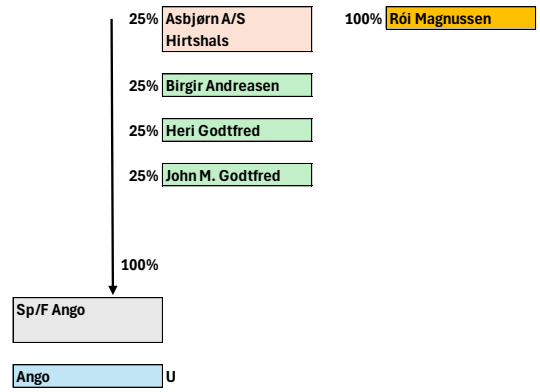 25% Asbjørn A/S 100% Rói Magnussen
Hirtshals
25% Birgir Andreasen
25% Heri Godtfred
25% John M. Godtfred
100%
Sp/F Ango
Ango U